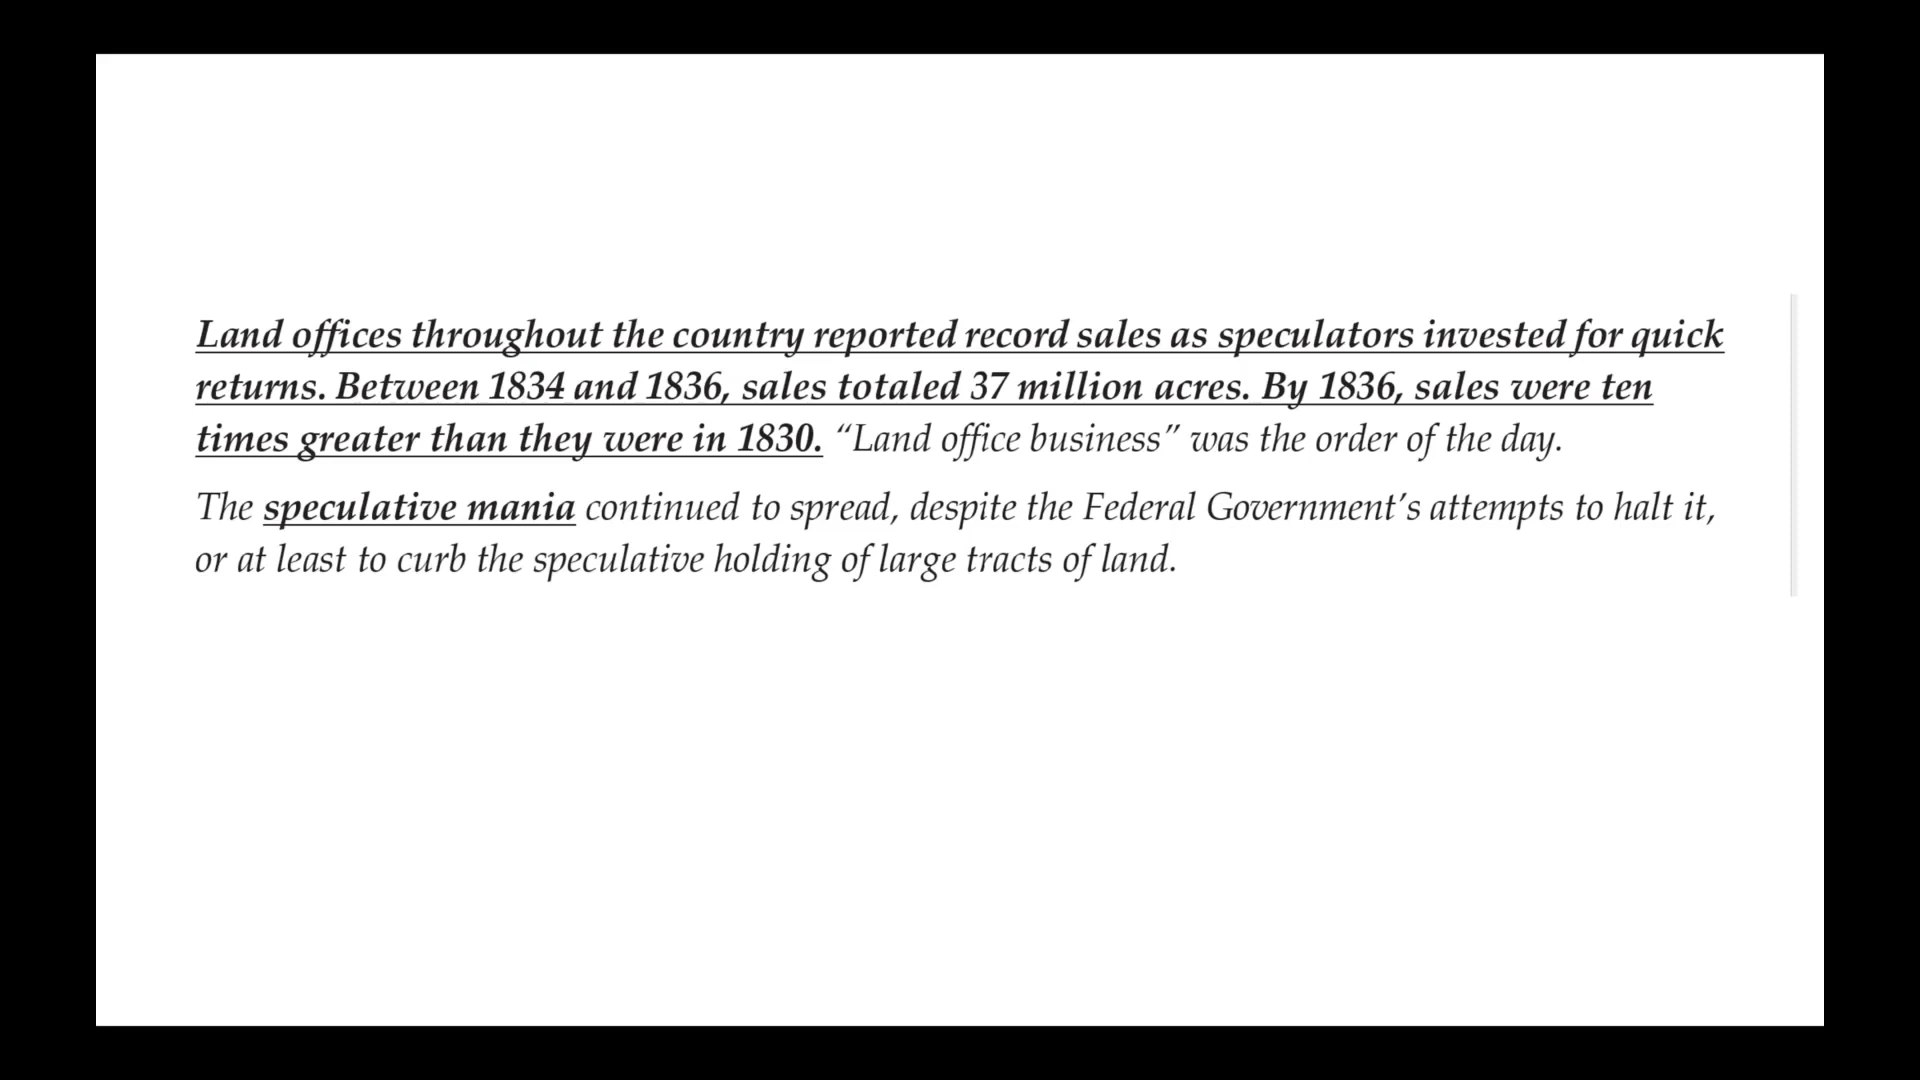 Land offices throughout the country reported record sales as speculators invested for quick
returns. Between 1834 and 1836, sales totaled 37 million acres. By 1836, sales were ten
times greater than they were in 1830. “Land office business” was the order of the day.
The speculative mania continued to spread, despite the Federal Government’s attempts to halt it,
or at least to curb the speculative holding of large tracts of land.